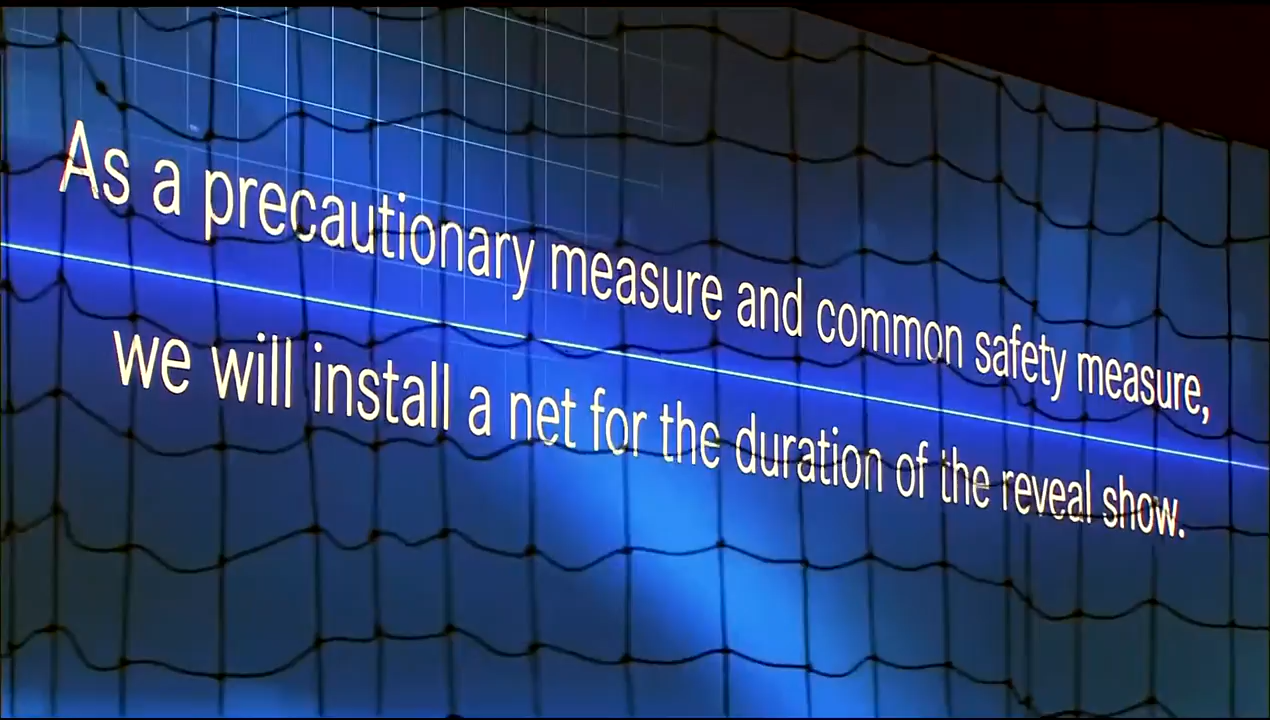 As a precautionary measure and common safety measure,
we will install a net for the duration of the reveal show.